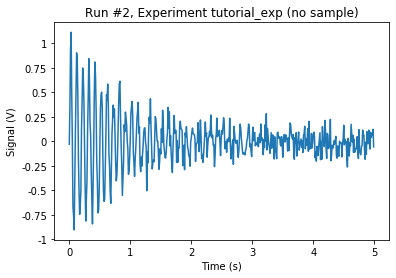 Run #2, Experiment tutorial_exp (no sample)
1
0.75
0.5
0.25
0
-0.25
-0.5
-0.75
-1
Signal (V)
0 1 2 3 4 5
Time (s)